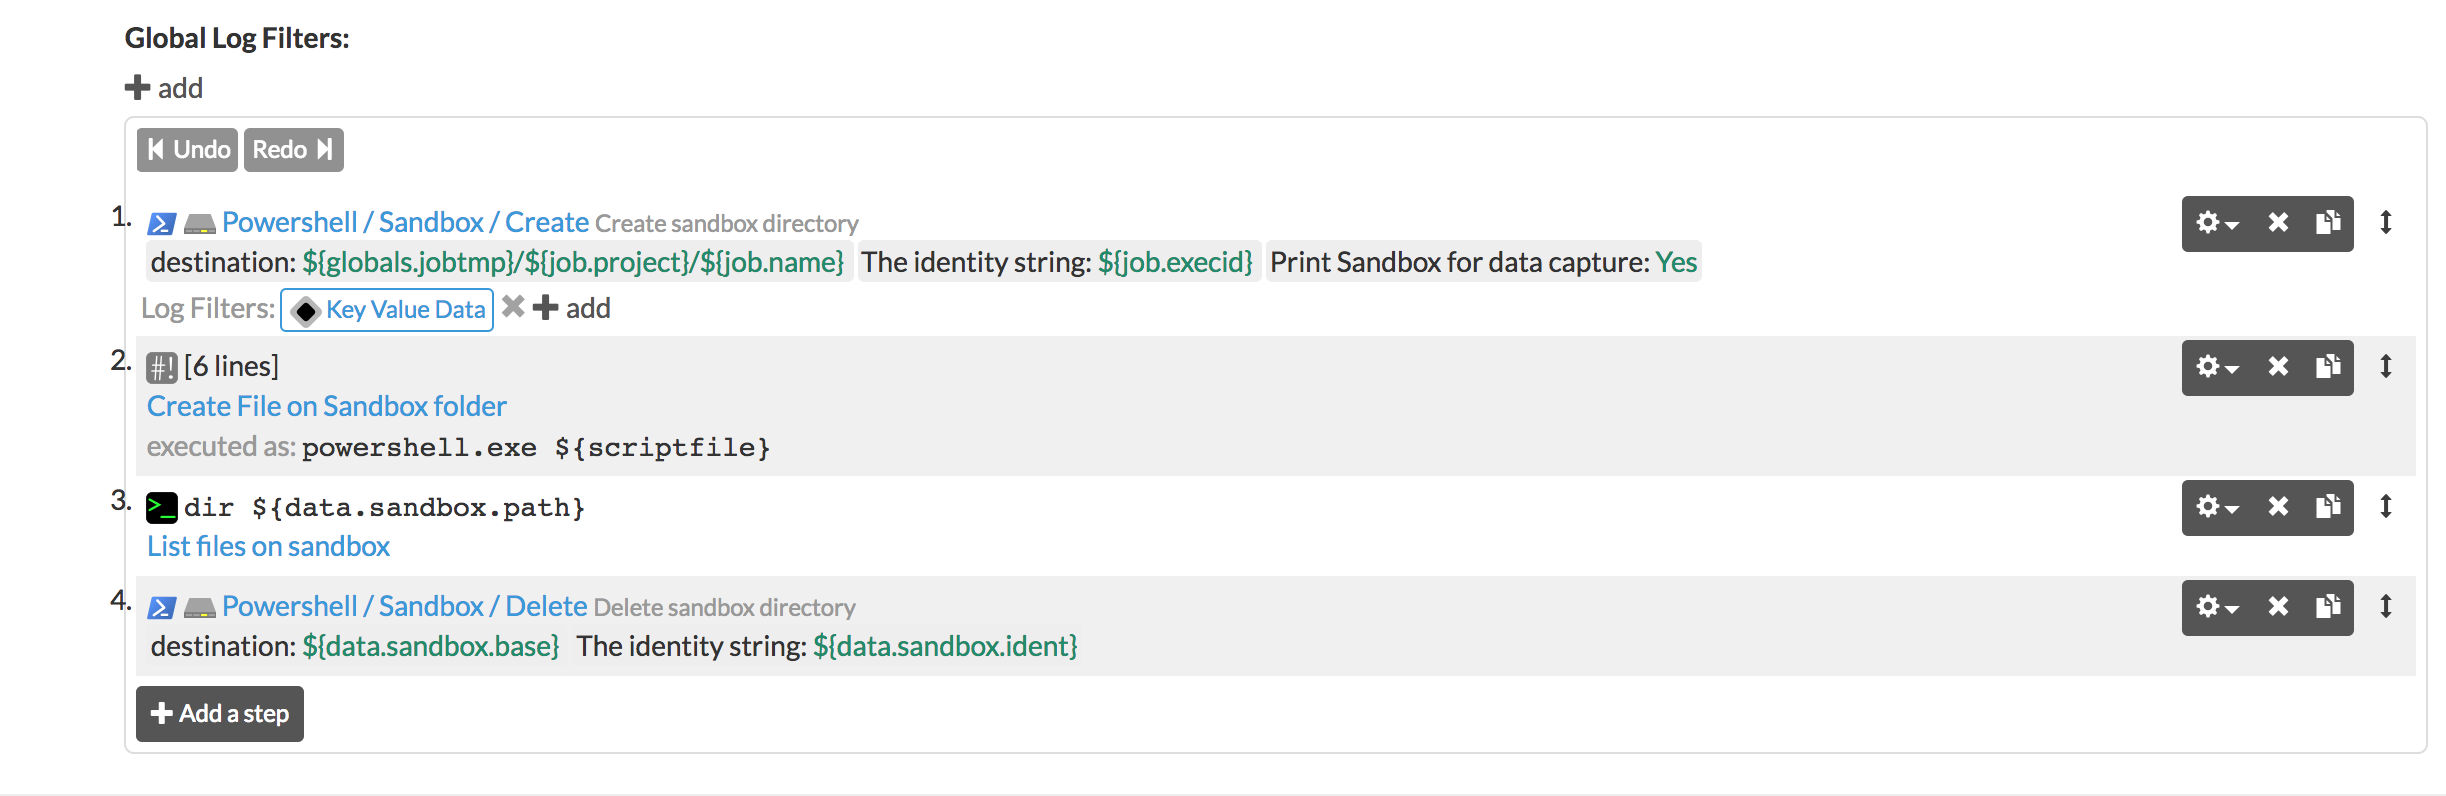 Global Log Filters:
add
Undo Redo
1. Powershell / Sandbox / Create Create sandbox directory
destination: ${globals.jobtmp}/${job.project}/${job.name} The identity string: ${job.execid} Print Sandbox for data capture: Yes
Log Filters: Key Value Data add
2. #! [6 lines]
Create File on Sandbox folder
executed as: powershell.exe ${scriptfile}
3. >_ dir ${data.sandbox.path}
List files on sandbox
4. Powershell / Sandbox / Delete Delete sandbox directory
destination: ${data.sandbox.base} The identity string: ${data.sandbox.ident}
Add a step